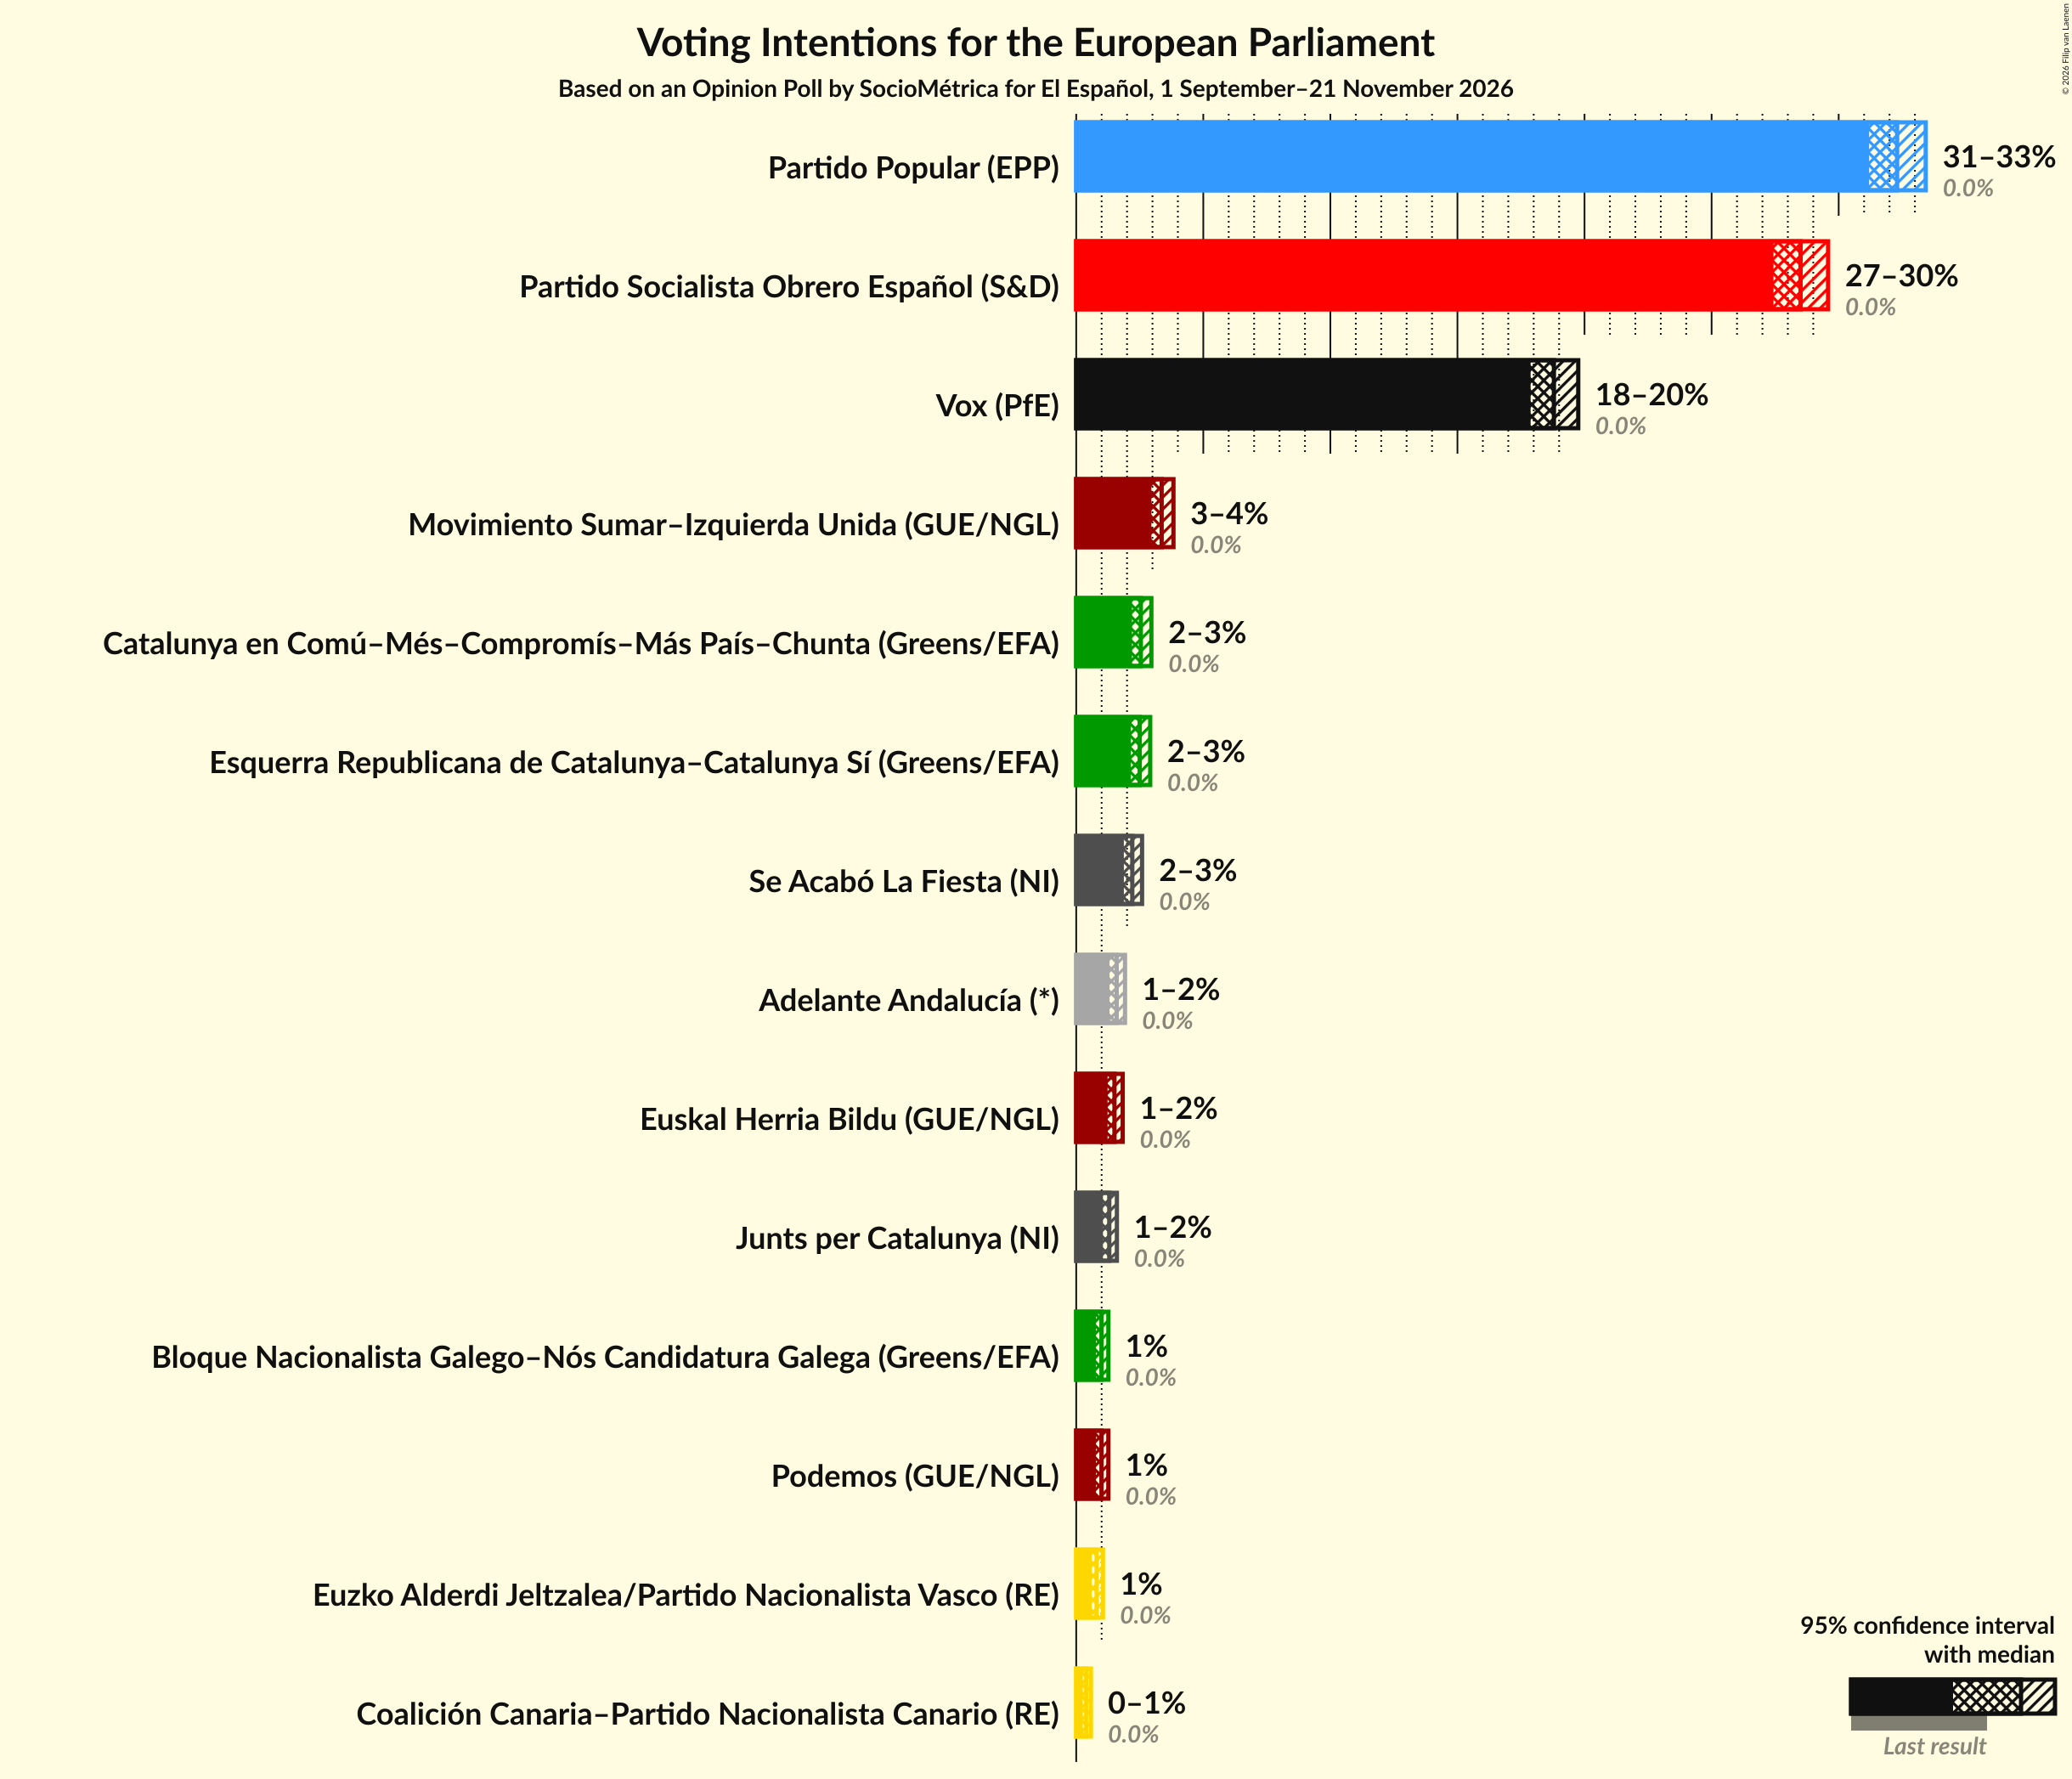 Voting Intentions for the European Parliament
Based on an Opinion Poll by SocioMétrica for El Español, 1 September–21 November 2026
© 2026 Filip van Laenen
Partido Popular (EPP)
31–33%
0.0%
Partido Socialista Obrero Español (S&D)
27–30%
0.0%
Vox (PfE)
18–20%
0.0%
Movimiento Sumar–Izquierda Unida (GUE/NGL)
3–4%
0.0%
Catalunya en Comú–Més–Compromís–Más País–Chunta (Greens/EFA)
2–3%
0.0%
Esquerra Republicana de Catalunya–Catalunya Sí (Greens/EFA)
2–3%
0.0%
Se Acabó La Fiesta (NI)
2–3%
0.0%
Adelante Andalucía (*)
1–2%
0.0%
Euskal Herria Bildu (GUE/NGL)
1–2%
0.0%
Junts per Catalunya (NI)
1–2%
0.0%
Bloque Nacionalista Galego–Nós Candidatura Galega (Greens/EFA)
1%
0.0%
Podemos (GUE/NGL)
1%
0.0%
Euzko Alderdi Jeltzalea/Partido Nacionalista Vasco (RE)
1%
0.0%
Coalición Canaria–Partido Nacionalista Canario (RE)
0–1%
0.0%
95% confidence interval
with median
Last result